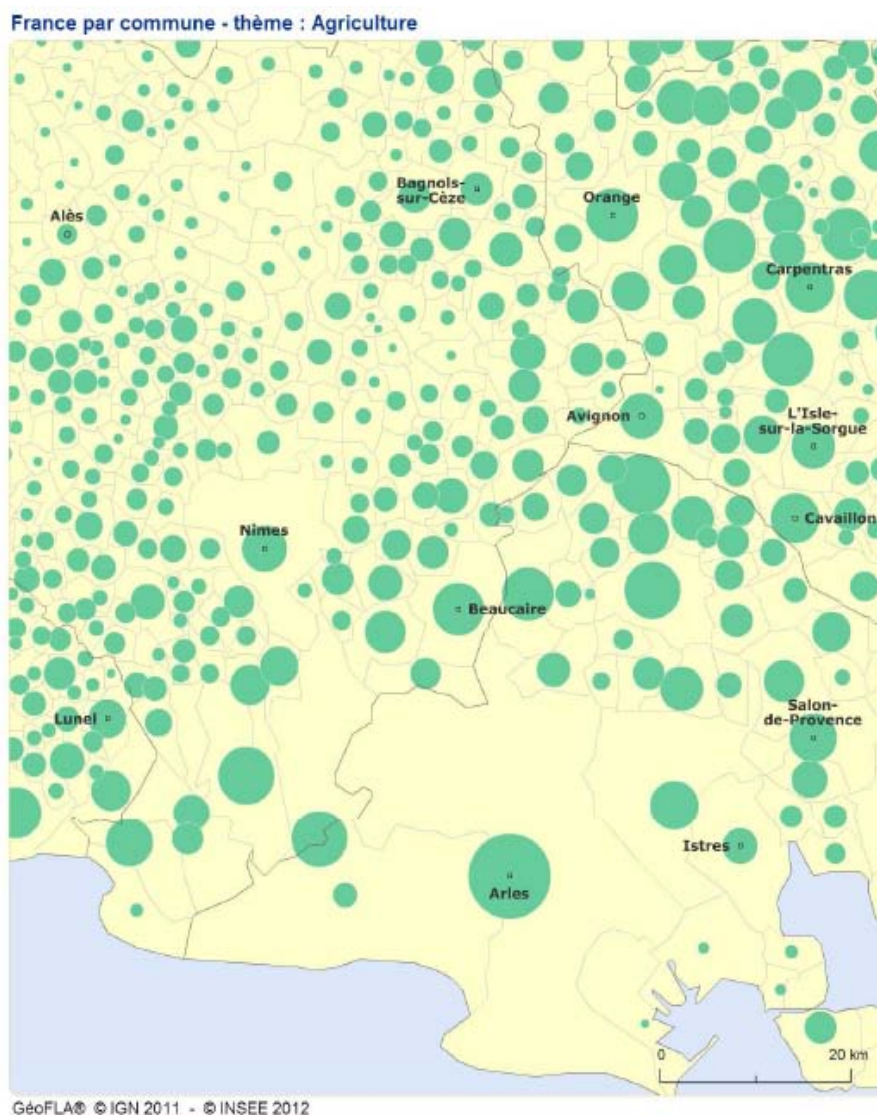 France par commune - thème : Agriculture
Bagnols-
sur-Cèze
Orange
Alès
Carpentras
Avignon
L'Isle-
sur-la-Sorgue
Nîmes
Cavaillon
Beaucaire
Lunel
Salon-
de-Provence
Istres
Arles
0 20 km
GéoFLA® © IGN 2011 - © INSEE 2012